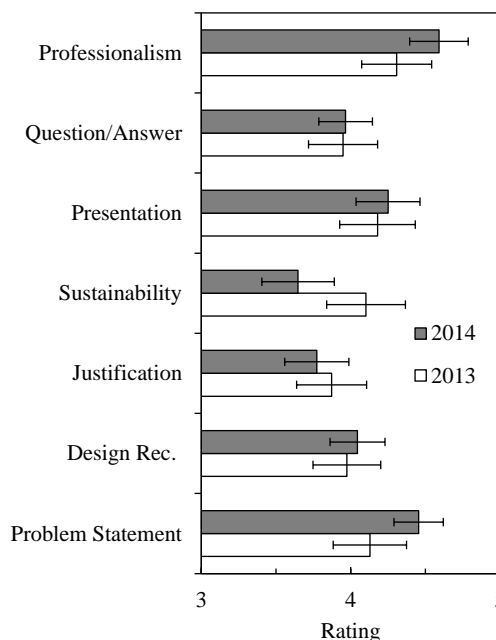 Professionalism
Question/Answer
Presentation
Sustainability
2014
2013
Justification
Design Rec.
Problem Statement
3
4
Rating